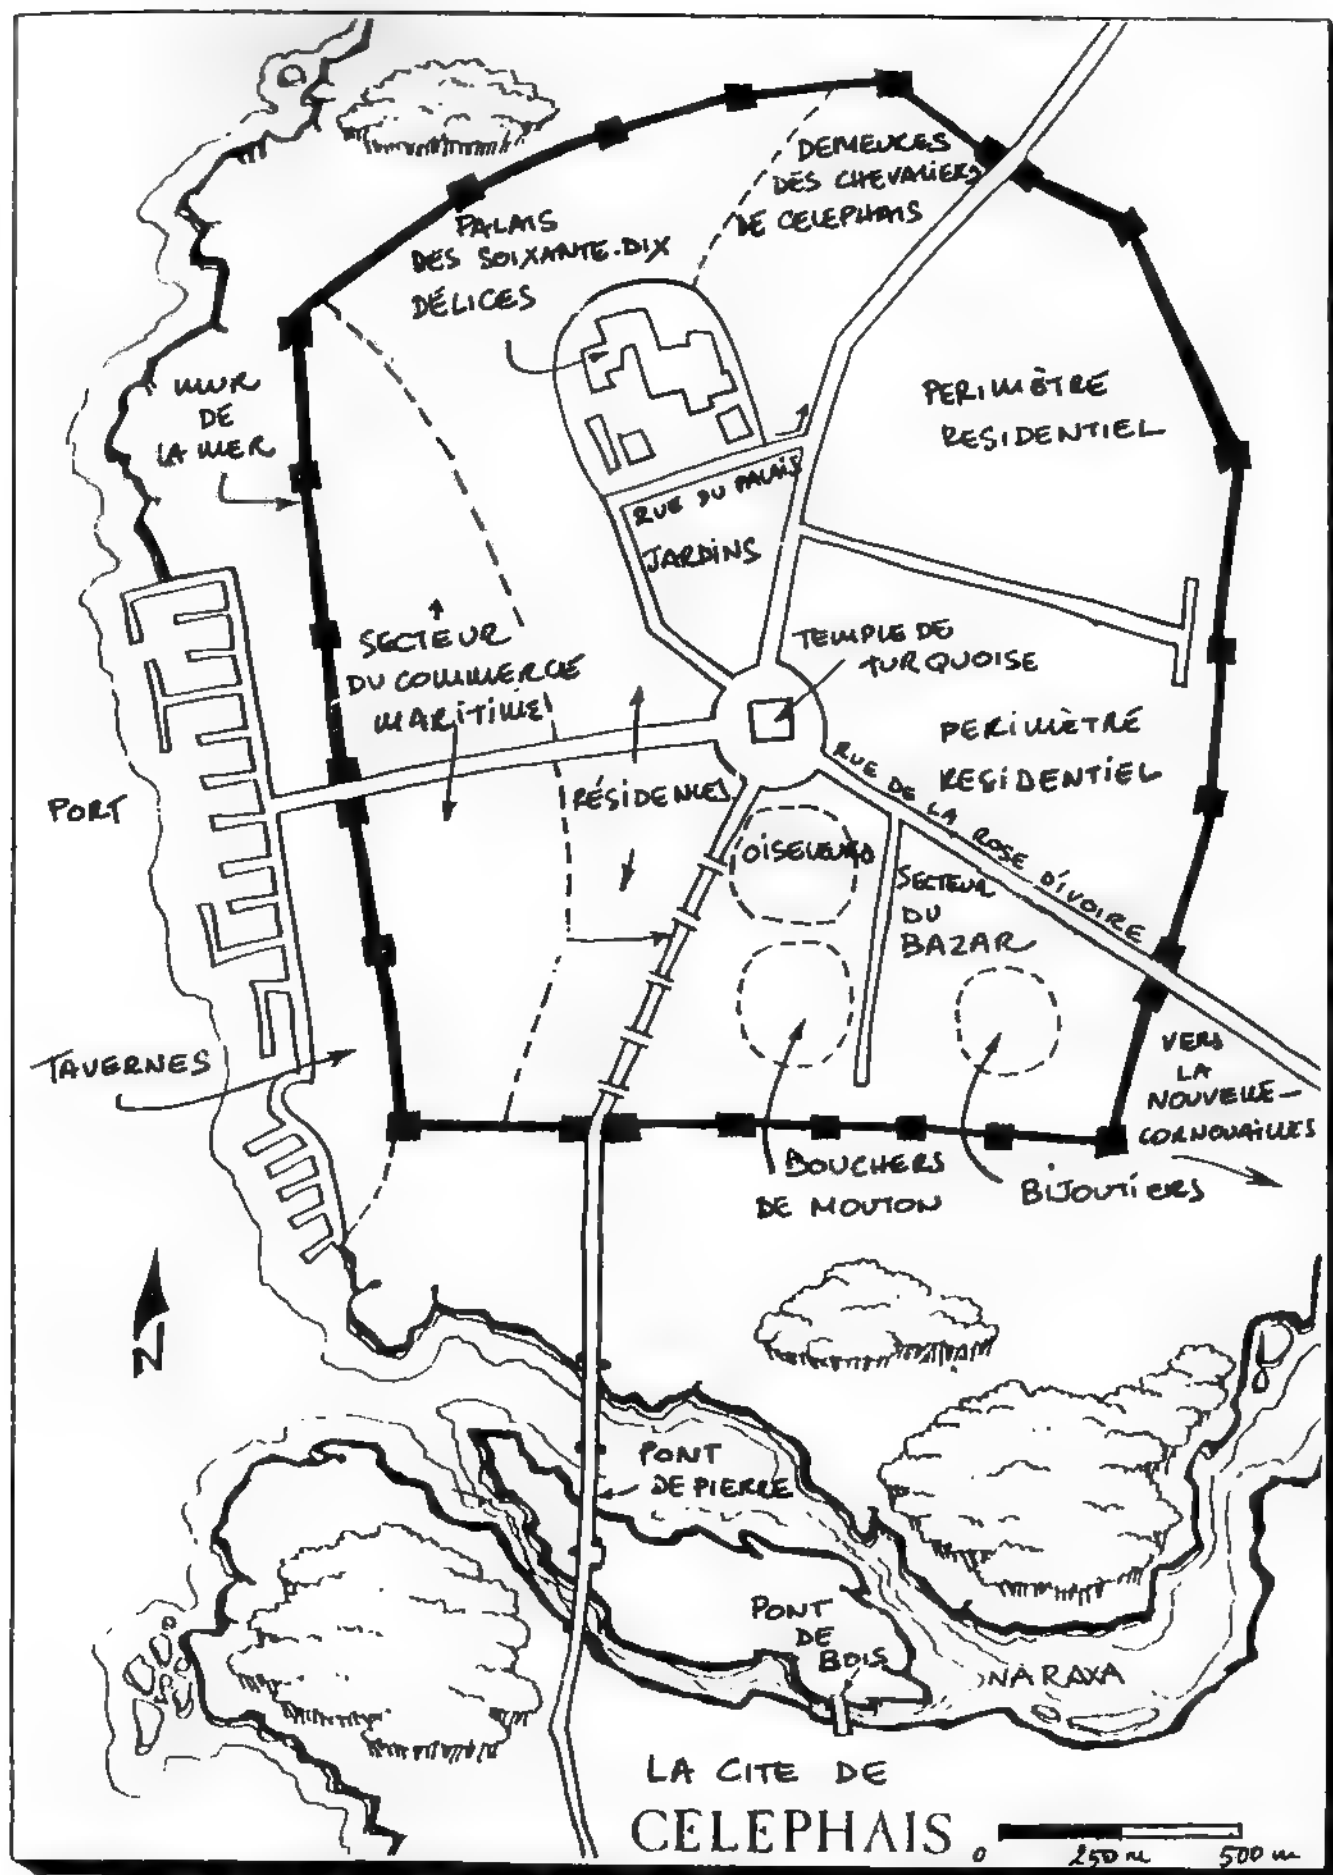 DEMEURES
DES CHEVALIERS
DE CELEPHAIS
PALAIS
DES SOIXANTE-DIX
DÉLICES
MUR
DE
LA MER
PERIMÈTRE
RESIDENTIEL
RUE DU PALAIS
JARDINS
SECTEUR
DU COMMERCE
MARITIME
TEMPLE DE
TURQUOISE
PERIMÈTRE
RESIDENTIEL
RUE DE LA ROSE D'IVOIRE
PORT
RÉSIDENCES
OISELEURS
SECTEUR
DU
BAZAR
TAVERNES
VERS
LA
NOUVELLE-
CORNOUAILLES
BOUCHERS
DE MOUTON
BIJOUTIERS
N
PONT
DE PIERRE
PONT
DE
BOIS
NARAXA
LA CITE DE
CELEPHAIS
0 250 m 500 m